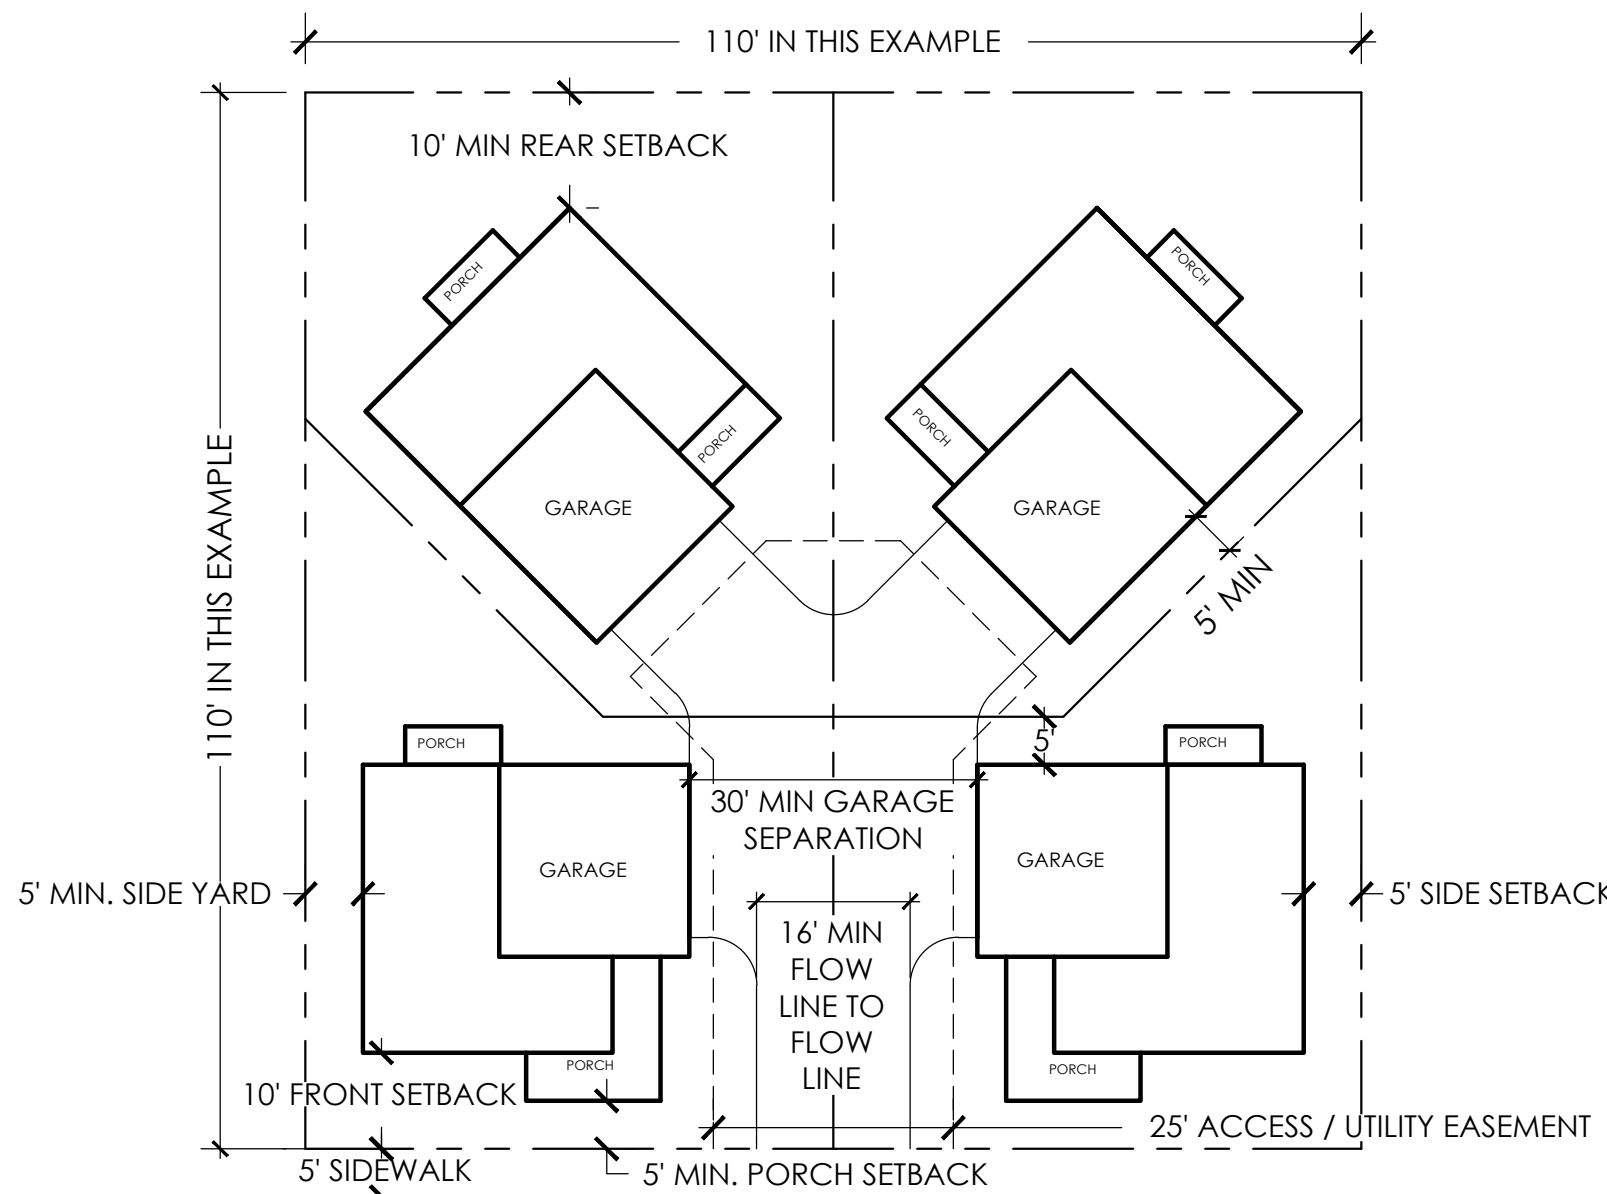 110' IN THIS EXAMPLE
10' MIN REAR SETBACK
PORCH
PORCH
PORCH
PORCH
110' IN THIS EXAMPLE
GARAGE
GARAGE
5' MIN
5'
PORCH
PORCH
30' MIN GARAGE
SEPARATION
GARAGE
GARAGE
5' MIN. SIDE YARD
5' SIDE SETBACK
16' MIN
FLOW
LINE TO
FLOW
LINE
PORCH
PORCH
10' FRONT SETBACK
25' ACCESS / UTILITY EASEMENT
5' SIDEWALK
5' MIN. PORCH SETBACK